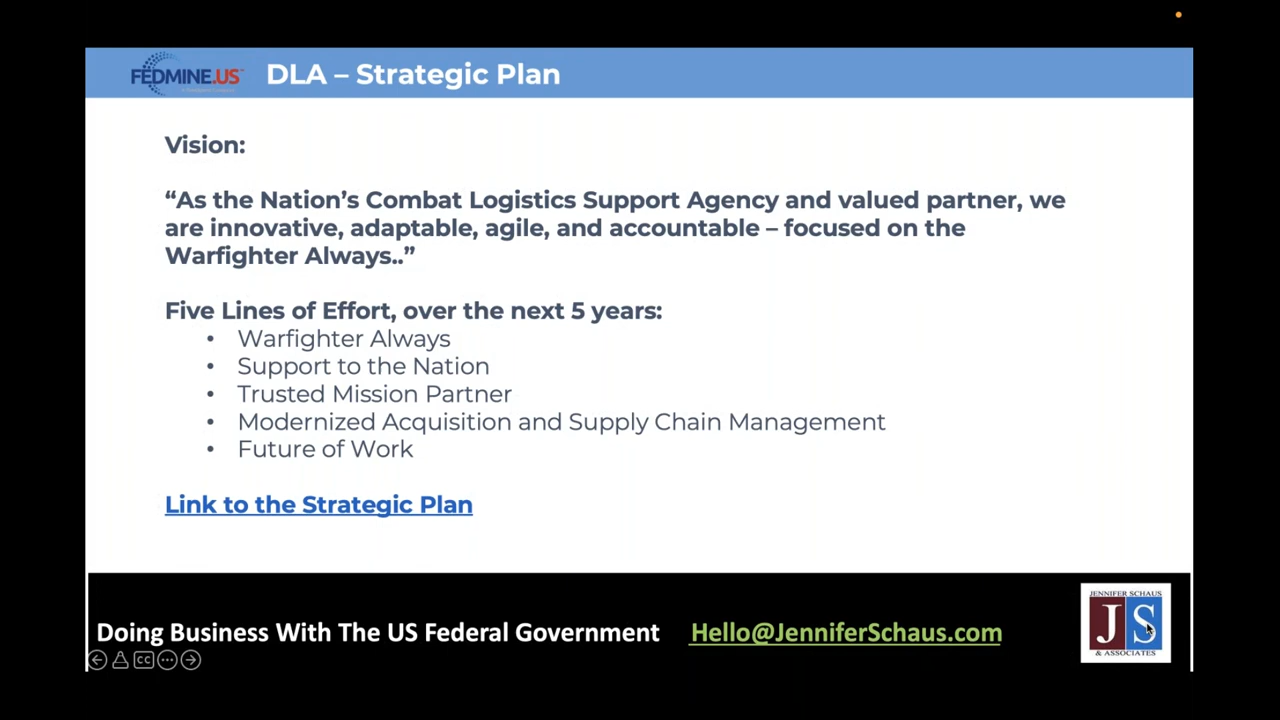 FEDMINE.US DLA – Strategic Plan
Vision:
“As the Nation’s Combat Logistics Support Agency and valued partner, we
are innovative, adaptable, agile, and accountable – focused on the
Warfighter Always..”
Five Lines of Effort, over the next 5 years:
• Warfighter Always
• Support to the Nation
• Trusted Mission Partner
• Modernized Acquisition and Supply Chain Management
• Future of Work
Link to the Strategic Plan
Doing Business With The US Federal Government Hello@JenniferSchaus.com
JENNIFER SCHAUS
JS
& ASSOCIATES
CC